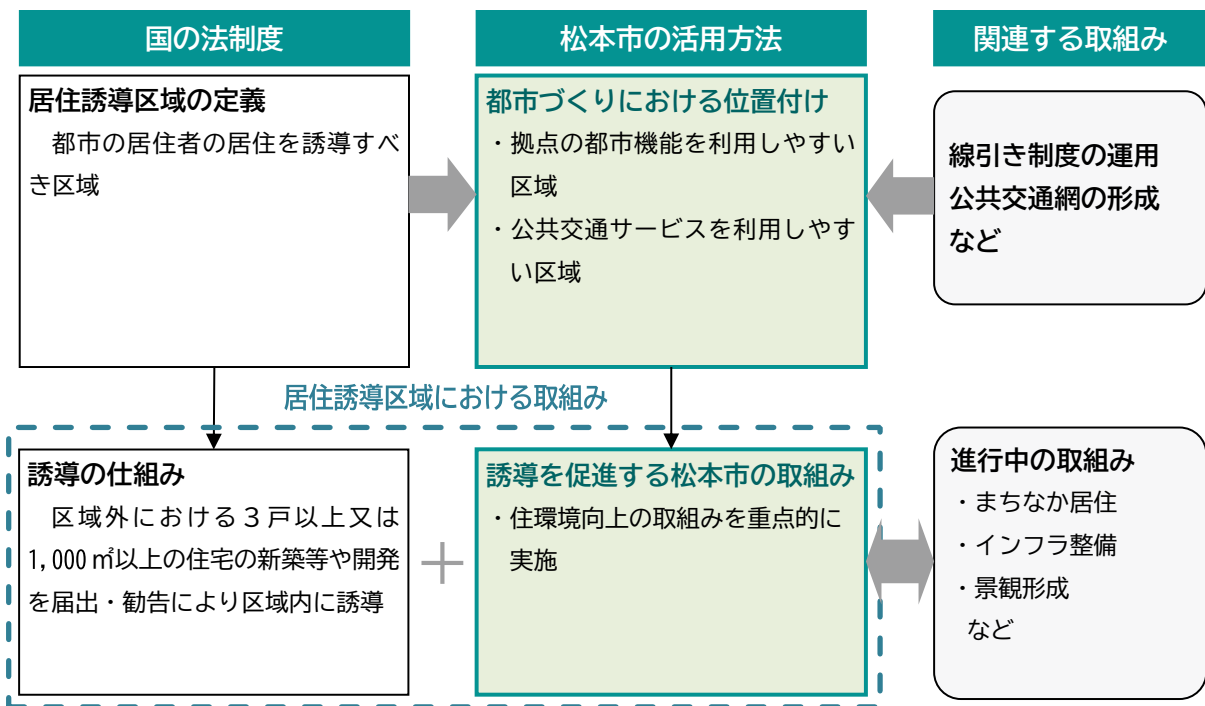 国の法制度
松本市の活用方法
関連する取組み
居住誘導区域の定義
都市の居住者の居住を誘導すべ
き区域
都市づくりにおける位置付け
・拠点の都市機能を利用しやすい
区域
・公共交通サービスを利用しやす
い区域
線引き制度の運用
公共交通網の形成
など
居住誘導区域における取組み
誘導の仕組み
区域外における３戸以上又は
1,000㎡以上の住宅の新築等や開発
を届出・勧告により区域内に誘導
＋
誘導を促進する松本市の取組み
・住環境向上の取組みを重点的に
実施
進行中の取組み
・まちなか居住
・インフラ整備
・景観形成
など